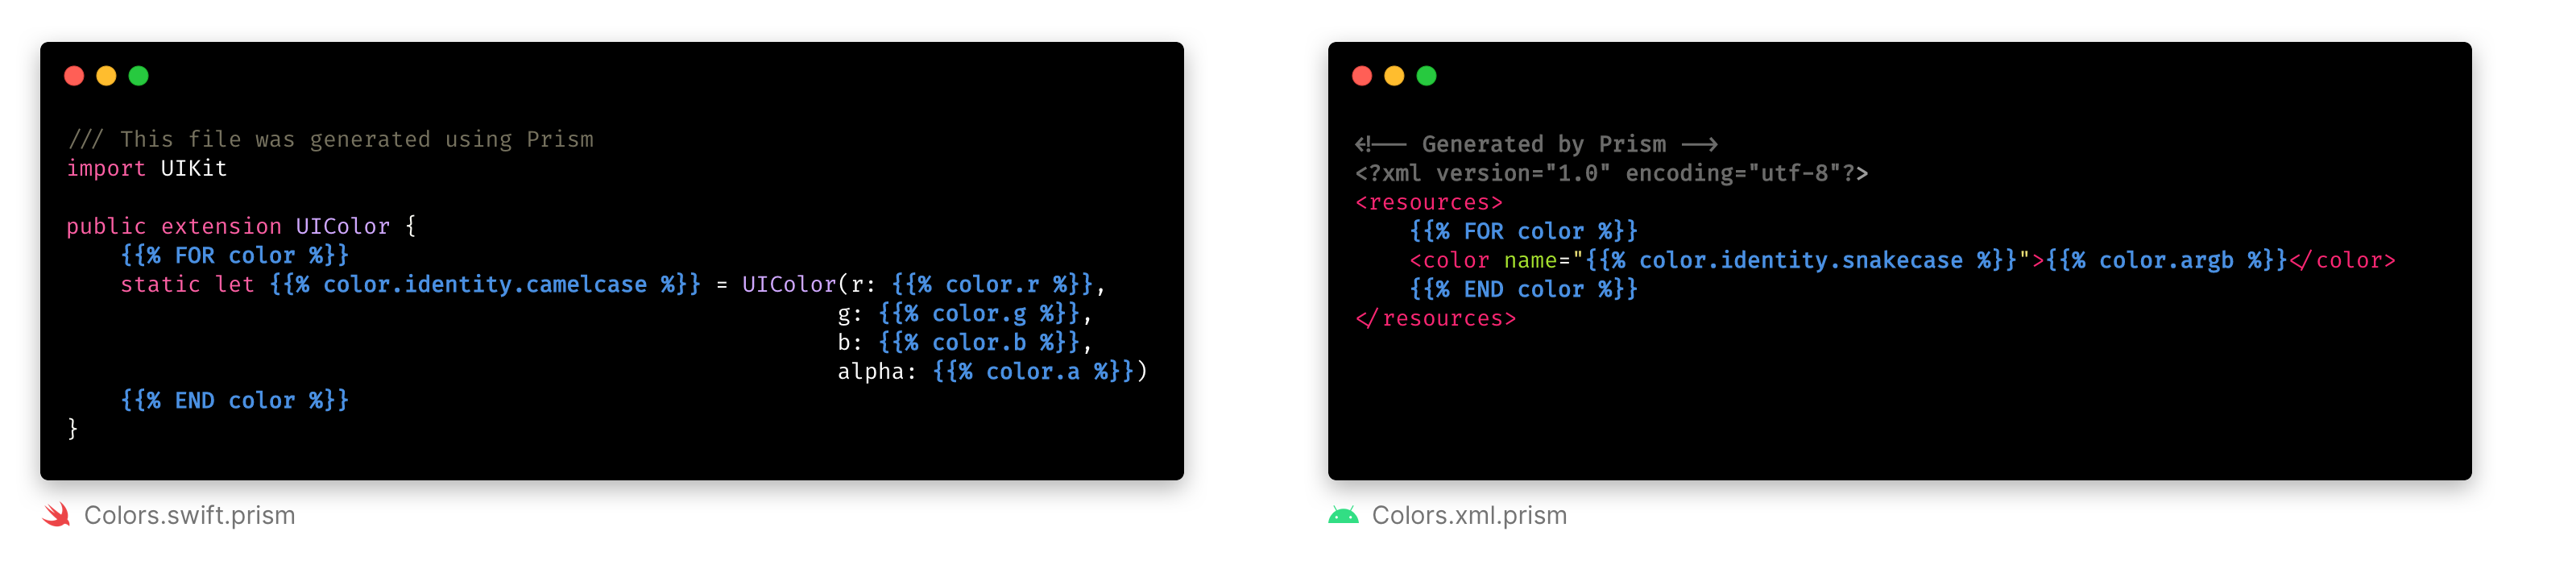 /// This file was generated using Prism
import UIKit

public extension UIColor {
    {{% FOR color %}}
    static let {{% color.identity.camelcase %}} = UIColor(r: {{% color.r %}},
                                                         g: {{% color.g %}},
                                                         b: {{% color.b %}},
                                                         alpha: {{% color.a %}})
    {{% END color %}}
}
Colors.swift.prism
<!-- Generated by Prism -->
<?xml version="1.0" encoding="utf-8"?>
<resources>
    {{% FOR color %}}
    <color name="{{% color.identity.snakecase %}}">{{% color.argb %}}</color>
    {{% END color %}}
</resources>
Colors.xml.prism